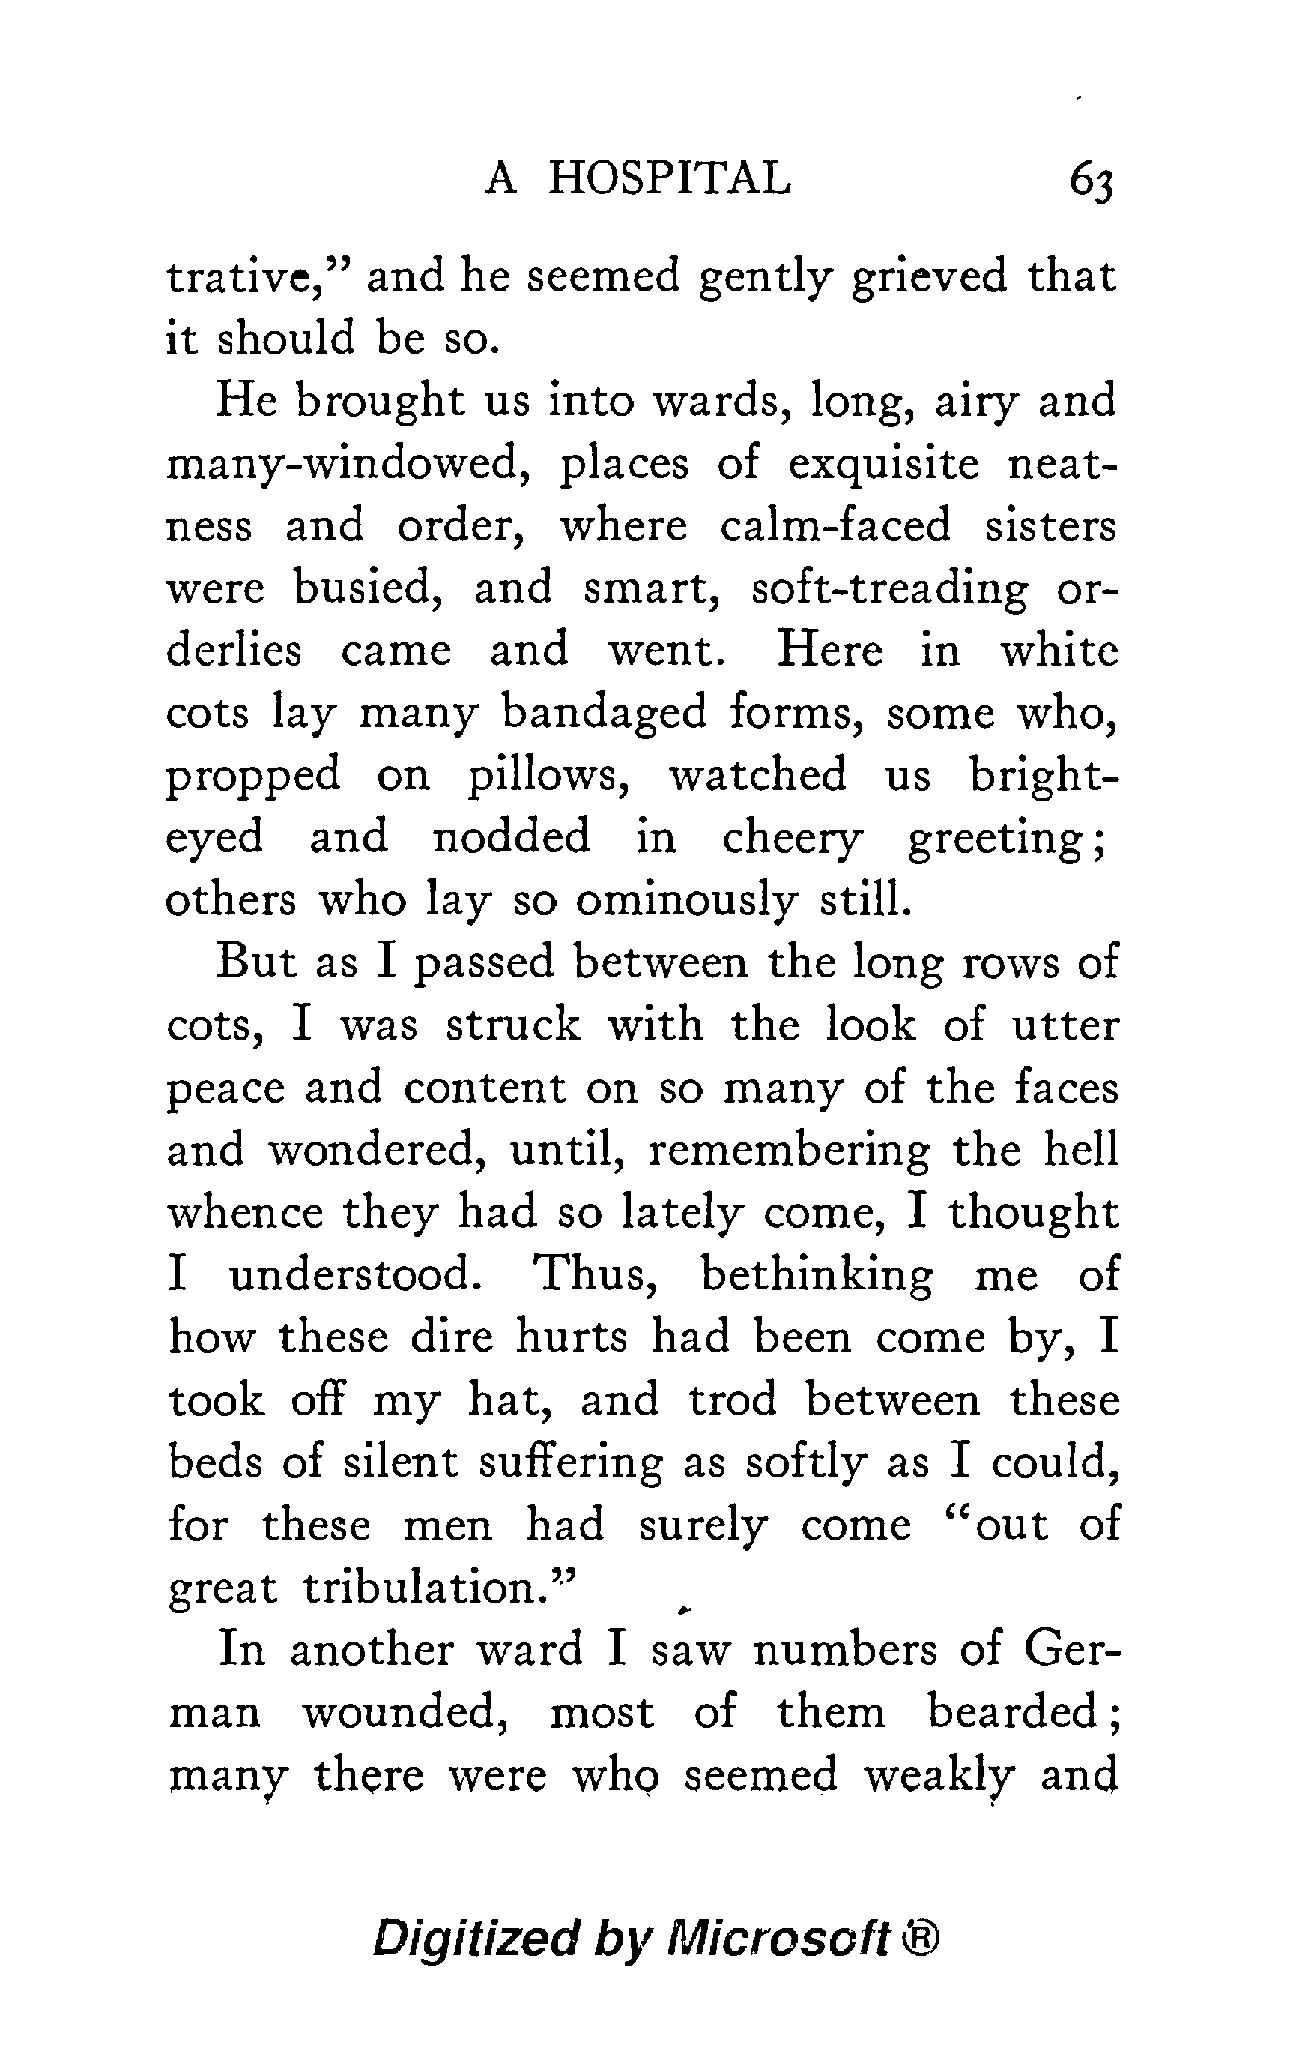 A HOSPITAL 63
trative,” and he seemed gently grieved that
it should be so.
He brought us into wards, long, airy and
many-windowed, places of exquisite neat-
ness and order, where calm-faced sisters
were busied, and smart, soft-treading or-
derlies came and went. Here in white
cots lay many bandaged forms, some who,
propped on pillows, watched us bright-
eyed and nodded in cheery greeting;
others who lay so ominously still.
But as I passed between the long rows of
cots, I was struck with the look of utter
peace and content on so many of the faces
and wondered, until, remembering the hell
whence they had so lately come, I thought
I understood. Thus, bethinking me of
how these dire hurts had been come by, I
took off my hat, and trod between these
beds of silent suffering as softly as I could,
for these men had surely come “out of
great tribulation.”
In another ward I saw numbers of Ger-
man wounded, most of them bearded;
many there were who seemed weakly and
Digitized by Microsoft ®